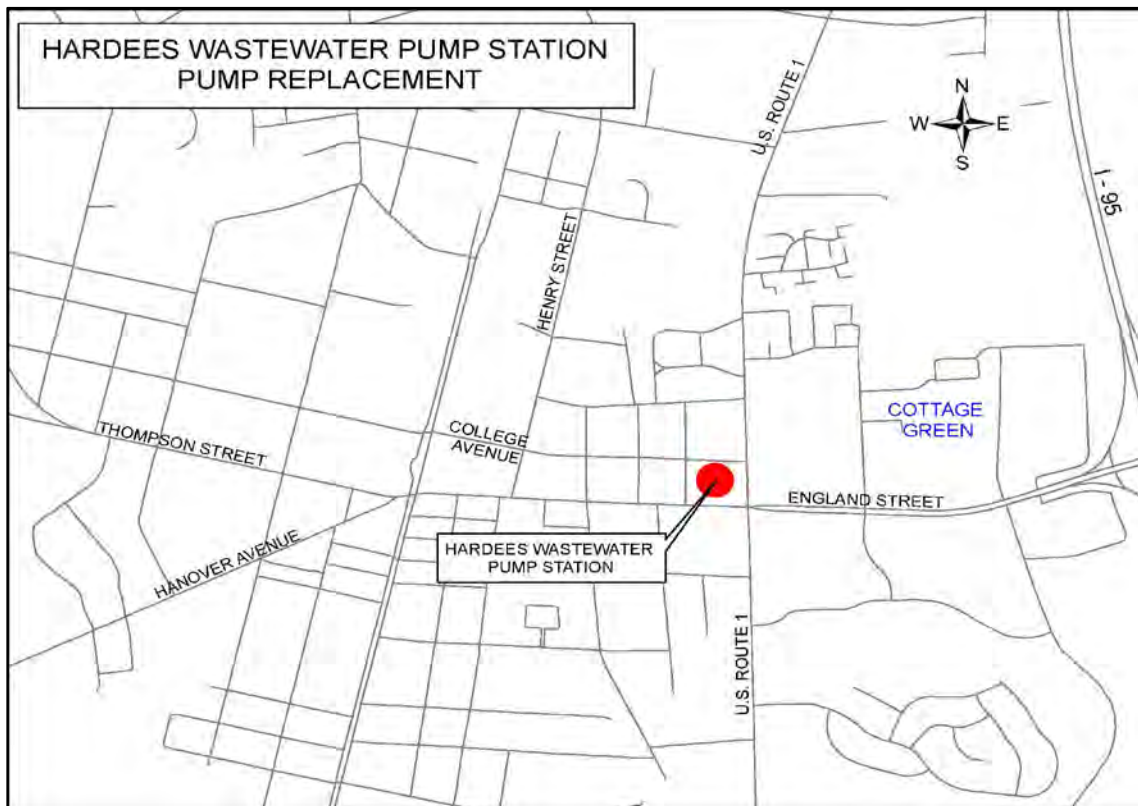 HARDEES WASTEWATER PUMP STATION
PUMP REPLACEMENT
U.S. ROUTE 1
N
W
E
S
I - 95
HENRY STREET
COTTAGE
GREEN
COLLEGE
AVENUE
THOMPSON STREET
ENGLAND STREET
HANOVER AVENUE
HARDEES WASTEWATER
PUMP STATION
U.S. ROUTE 1